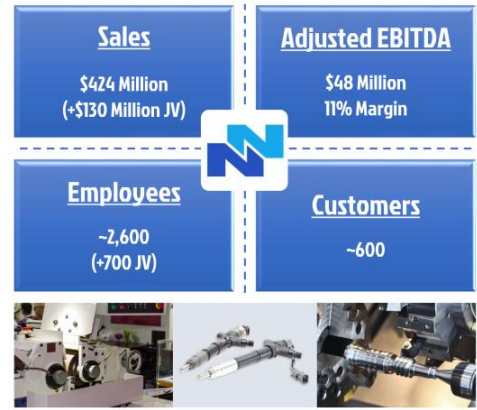 Sales
$424 Million
(+$130 Million JV)
Adjusted EBITDA
$48 Million
11% Margin
NN
Employees
~2,600
(+700 JV)
Customers
~600